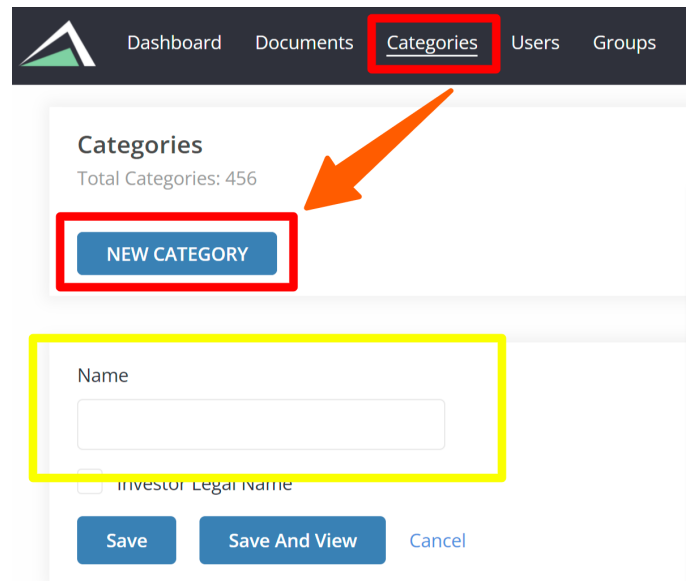 Dashboard Documents Categories Users Groups
Categories
Total Categories: 456
NEW CATEGORY
Name
Investor Legal Name
Save Save And View Cancel